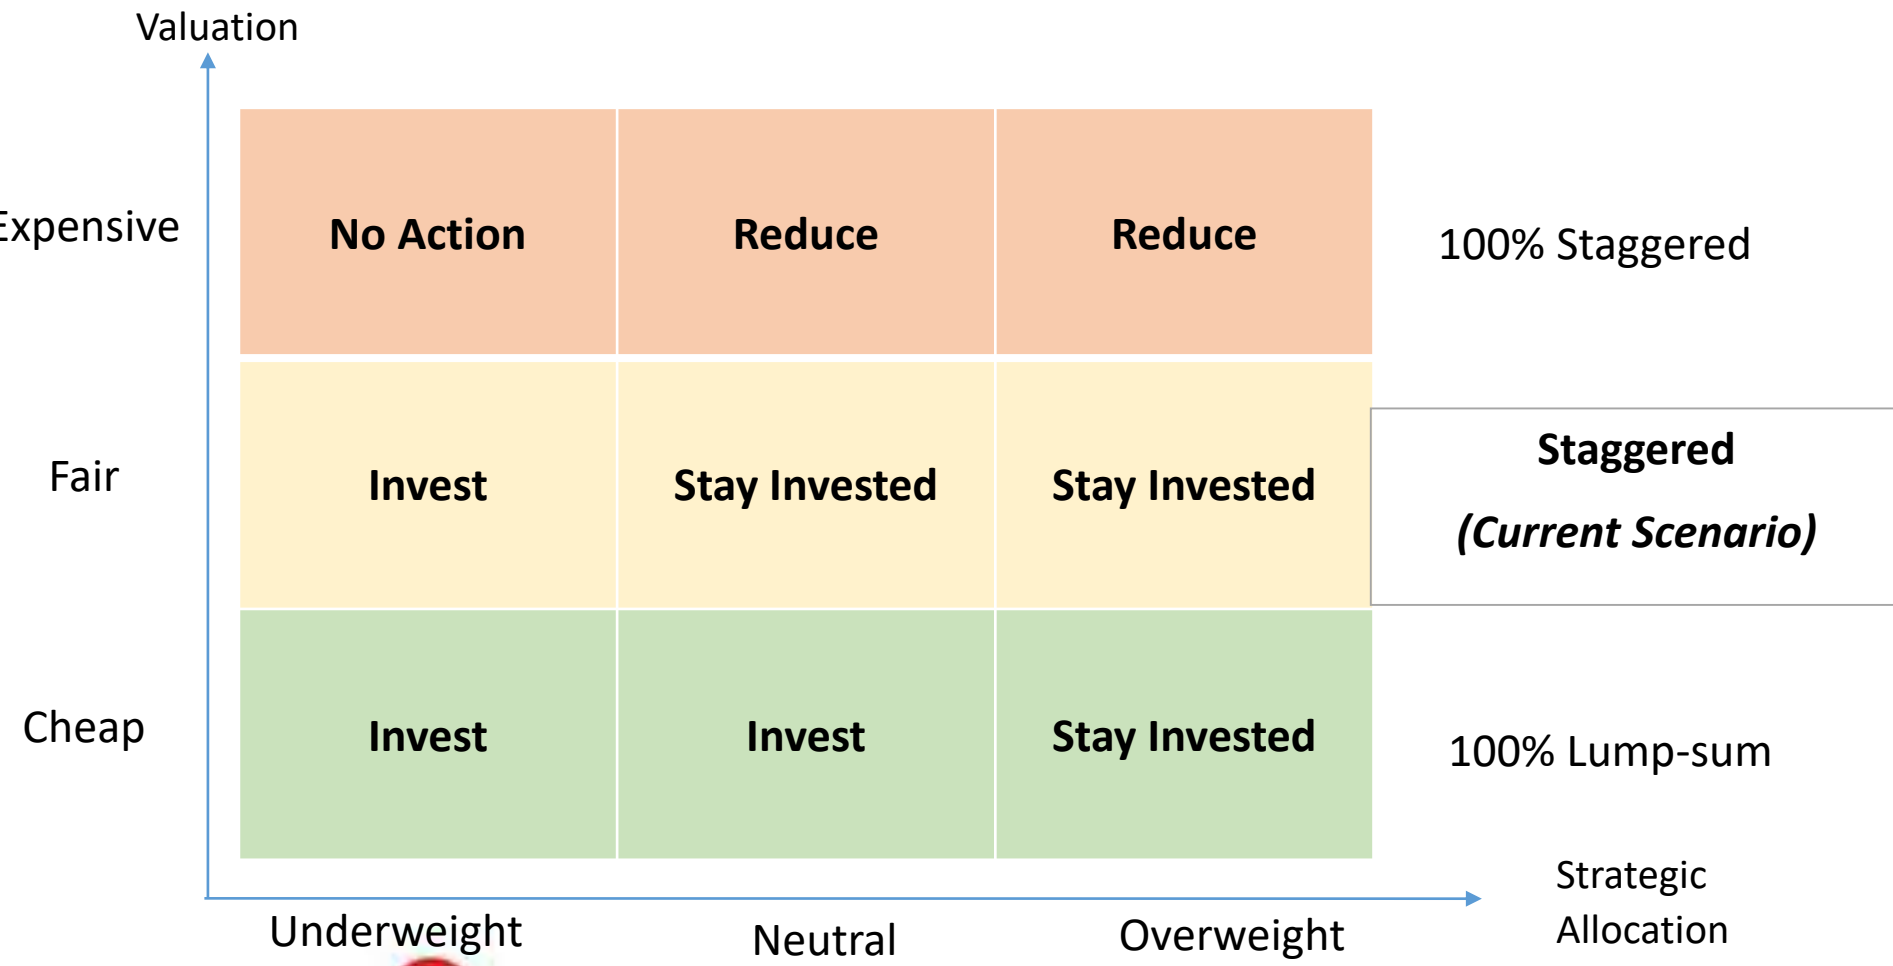 Valuation
Expensive
No Action
Reduce
Reduce
100% Staggered
Fair
Invest
Stay Invested
Stay Invested
Staggered
(Current Scenario)
Cheap
Invest
Invest
Stay Invested
100% Lump-sum
Strategic
Allocation
Underweight
Neutral
Overweight